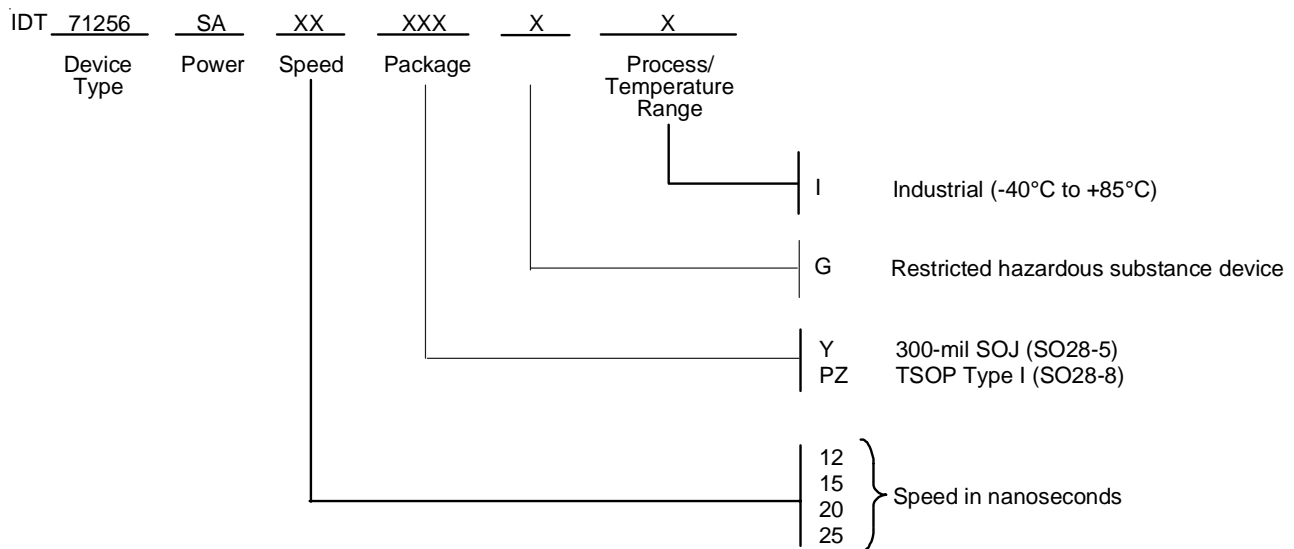 IDT 71256 SA XX XXX X X
Device Type
Power
Speed
Package
Process/
Temperature
Range
I Industrial (-40°C to +85°C)
G Restricted hazardous substance device
Y 300-mil SOJ (SO28-5)
PZ TSOP Type I (SO28-8)
12
15
20
25
Speed in nanoseconds